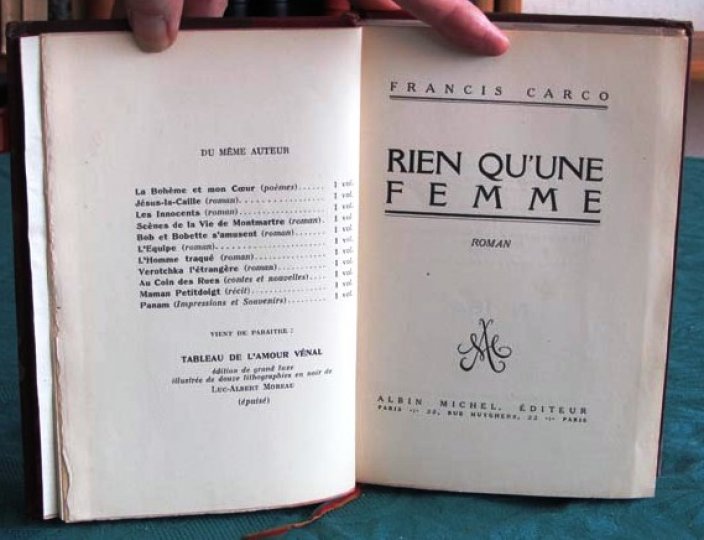 DU MÊME AUTEUR
La Bohème et mon Cœur (poèmes)...... 1 vol.
Jésus-la-Caille (roman).................. 1 vol.
Les Innocents (roman).................. 1 vol.
Scènes de la Vie de Montmartre (roman). 1 vol.
Bob et Bobette s'amusent (roman)........ 1 vol.
L'Equipe (roman)........................ 1 vol.
L'Homme traqué (roman)................. 1 vol.
Verotchka l'étrangère (roman)........... 1 vol.
Au Coin des Rues (contes et nouvelles).. 1 vol.
Maman Petitdoigt (récit)................ 1 vol.
Panam (Impressions et Souvenirs)........ 1 vol.
VIENT DE PARAITRE :
TABLEAU DE L'AMOUR VÉNAL
édition de grand luxe
illustrée de douze lithographies en noir de
LUC-ALBERT MOREAU
(épuisé)
FRANCIS CARCO
RIEN QU'UNE
FEMME
ROMAN
AM
ALBIN MICHEL, ÉDITEUR
PARIS 22, RUE HUYGHENS, 22 PARIS